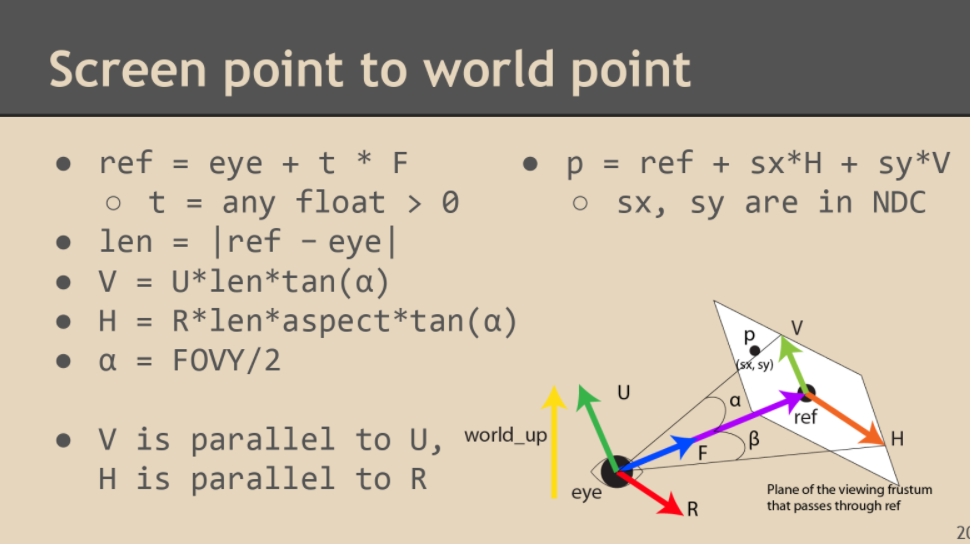 Screen point to world point
● ref = eye + t * F
○ t = any float > 0
● len = |ref - eye|
● V = U*len*tan(α)
● H = R*len*aspect*tan(α)
● α = FOVY/2
● V is parallel to U,
H is parallel to R
● p = ref + sx*H + sy*V
○ sx, sy are in NDC
V
p
(sx, sy)
U
α
ref
world_up
β
H
F
eye
R
Plane of the viewing frustum
that passes through ref